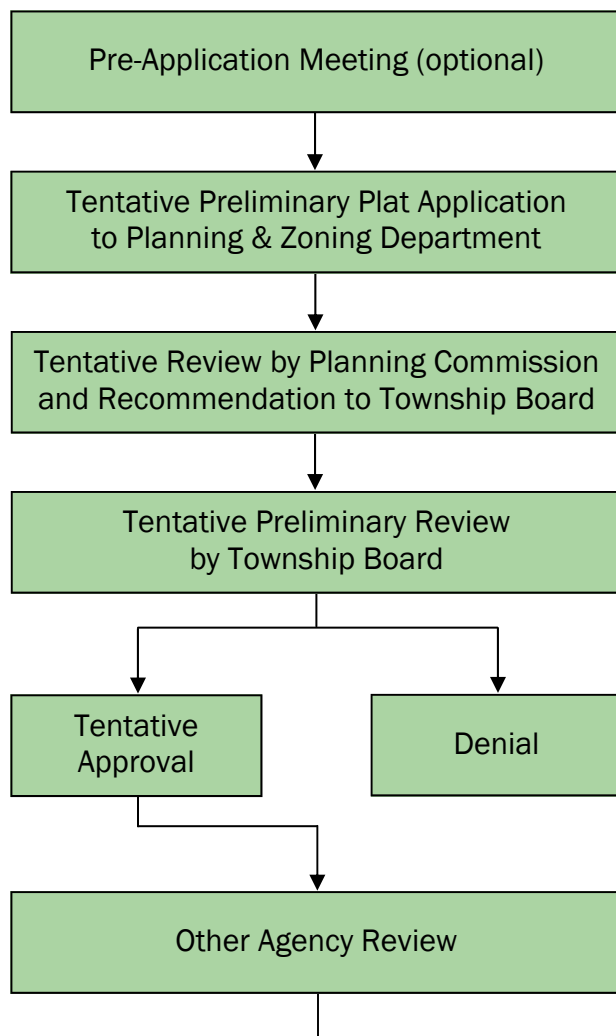 Pre-Application Meeting (optional)
Tentative Preliminary Plat Application
to Planning & Zoning Department
Tentative Review by Planning Commission
and Recommendation to Township Board
Tentative Preliminary Review
by Township Board
Tentative
Approval
Denial
Other Agency Review